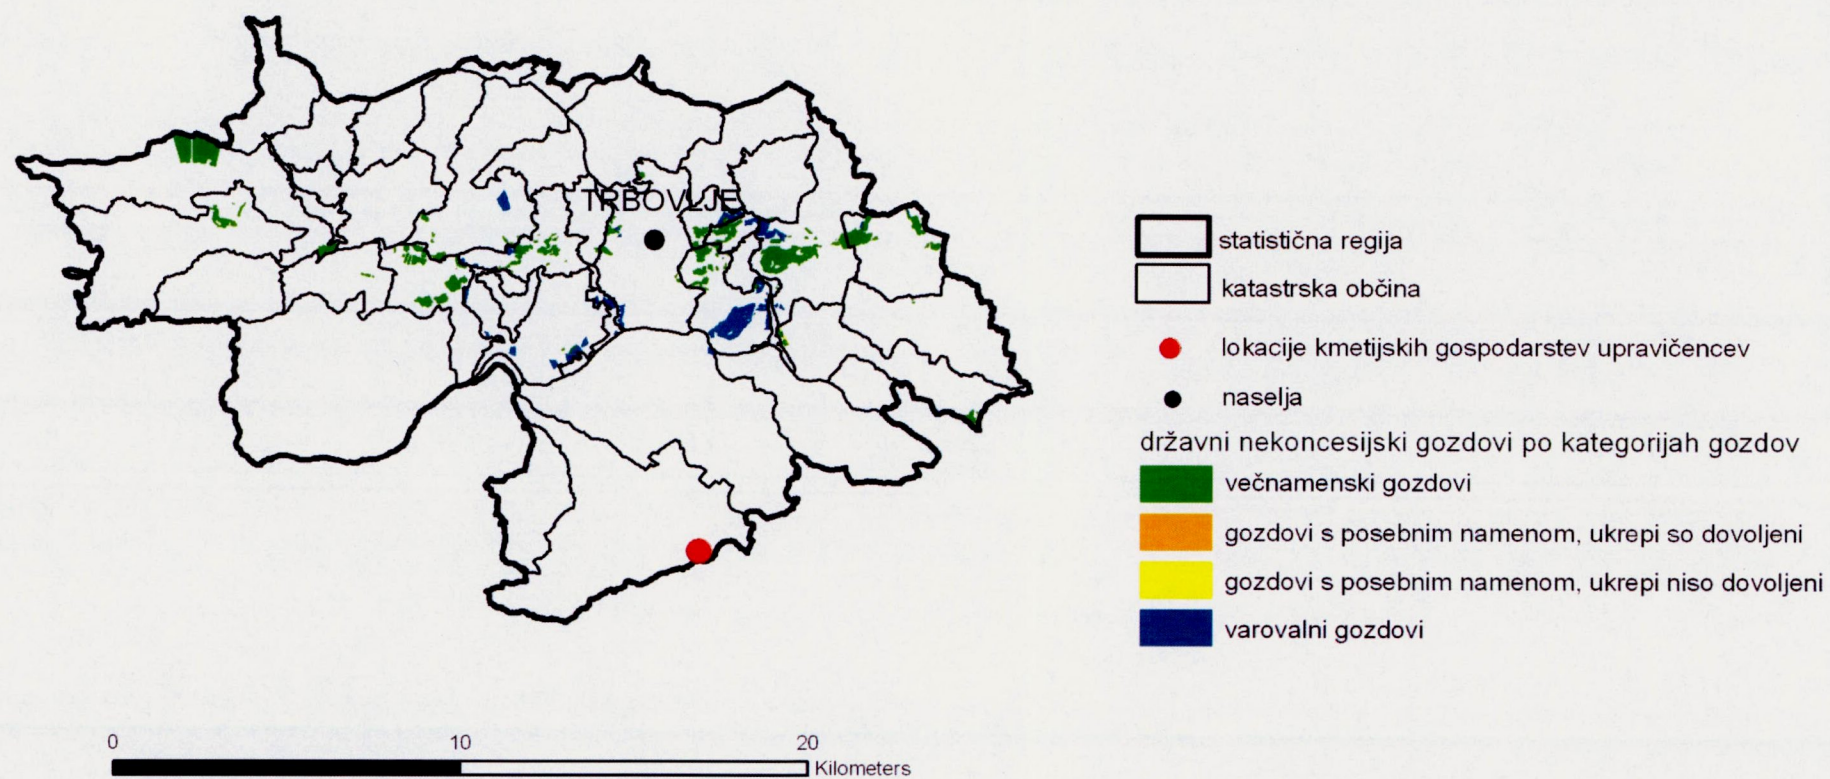 TRBOVLJE
statistična regija
katastrska občina
lokacije kmetijskih gospodarstev upravičencev
naselja
državni nekoncesijski gozdovi po kategorijah gozdov
večnamenski gozdovi
gozdovi s posebnim namenom, ukrepi so dovoljeni
gozdovi s posebnim namenom, ukrepi niso dovoljeni
varovalni gozdovi
0 10 20
Kilometers